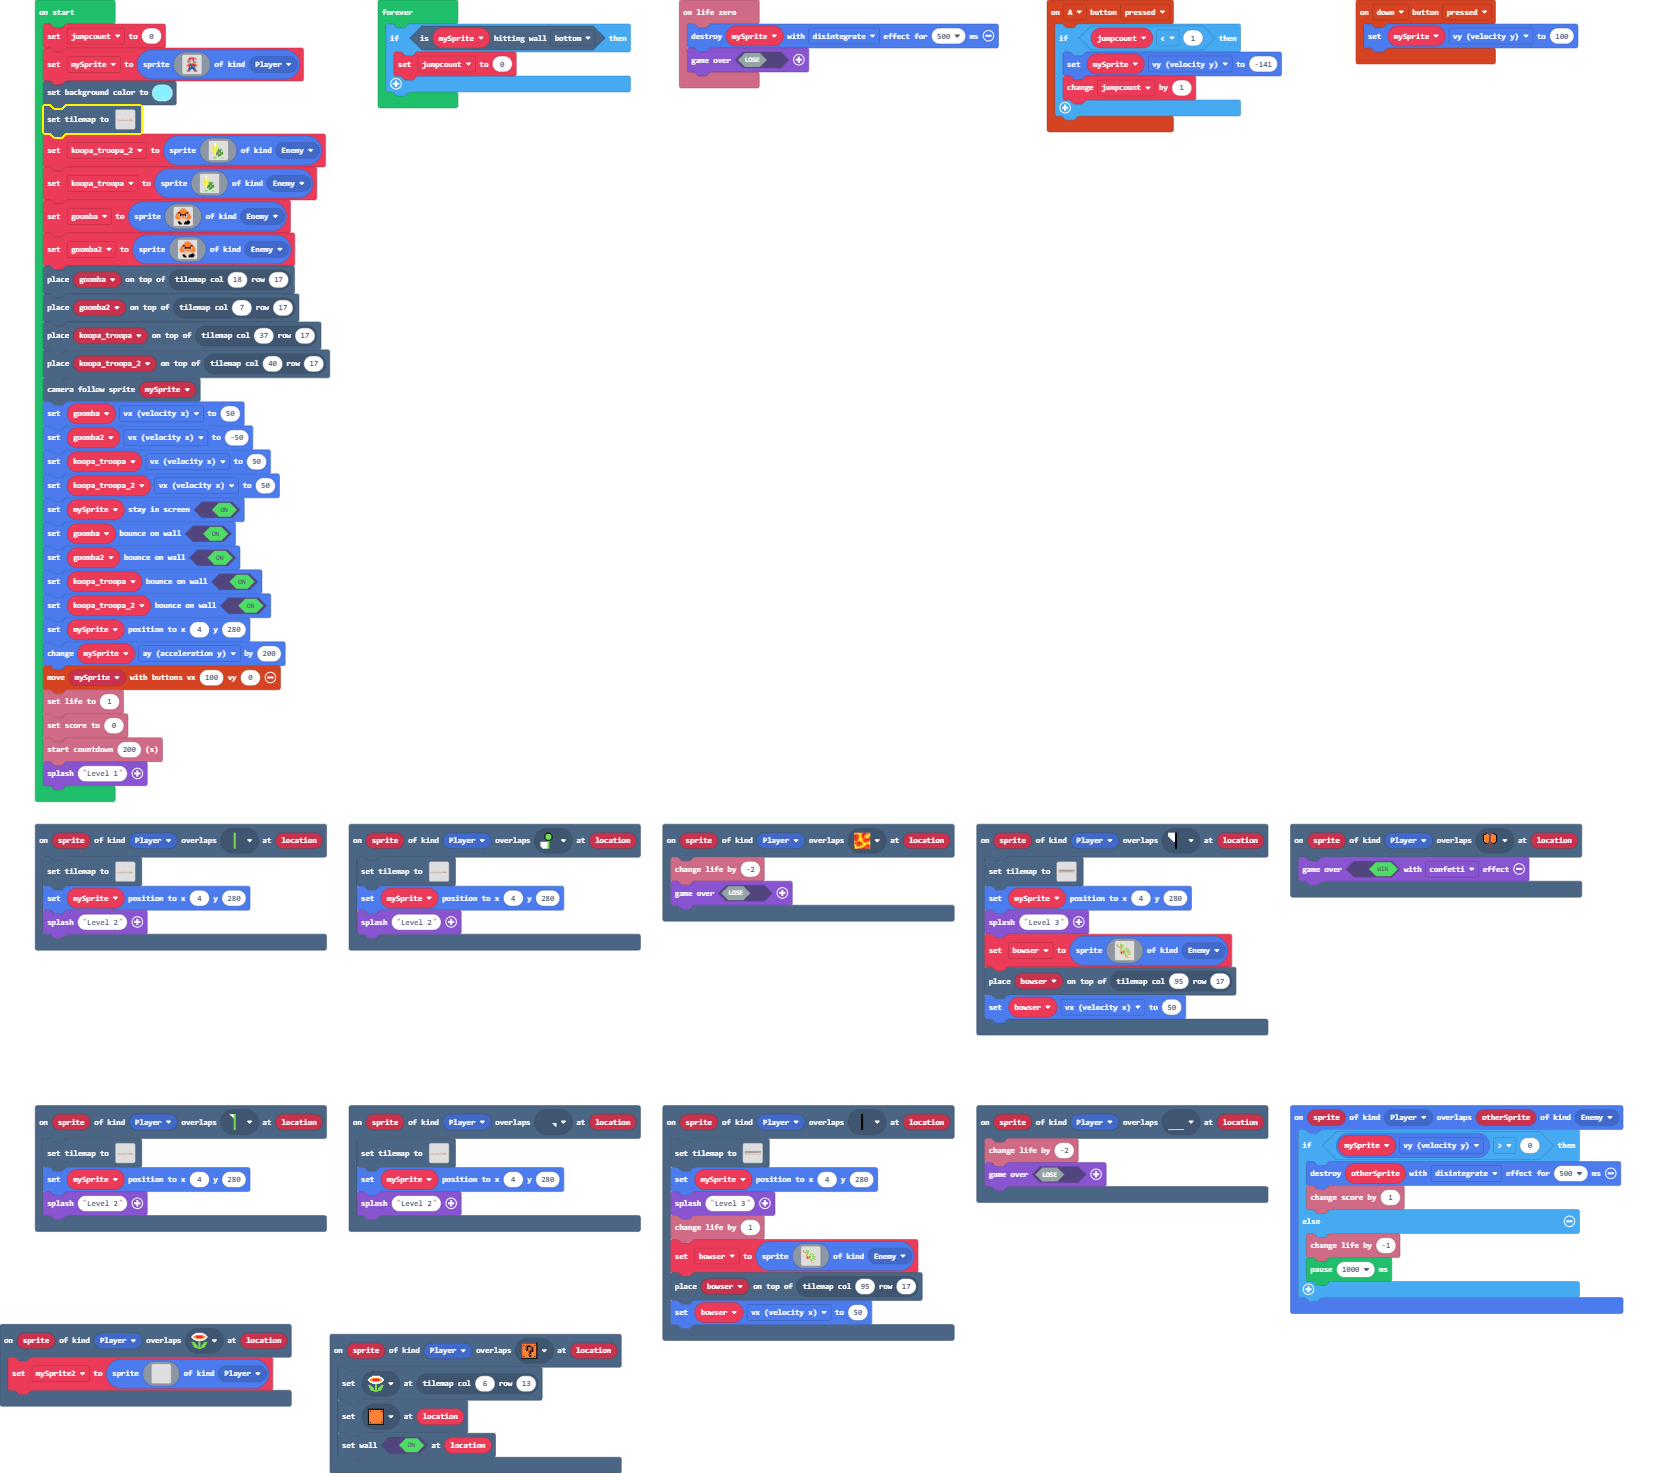 on start
set jumpcount to 0
set mySprite to sprite of kind Player
set background color to
set tilemap to
set koopa_troopa_2 to sprite of kind Enemy
set koopa_troopa to sprite of kind Enemy
set goomba to sprite of kind Enemy
set goomba2 to sprite of kind Enemy
place goomba on top of tilemap col 18 row 17
place goomba2 on top of tilemap col 7 row 17
place koopa_troopa on top of tilemap col 37 row 17
place koopa_troopa_2 on top of tilemap col 40 row 17
camera follow sprite mySprite
set goomba vx (velocity x) to 50
set goomba2 vx (velocity x) to -50
set koopa_troopa vx (velocity x) to 50
set koopa_troopa_2 vx (velocity x) to 50
set mySprite stay in screen ON
set goomba bounce on wall ON
set goomba2 bounce on wall ON
set koopa_troopa bounce on wall ON
set koopa_troopa_2 bounce on wall ON
set mySprite position to x 4 y 280
change mySprite ay (acceleration y) by 200
move mySprite with buttons vx 100 vy 0
set life to 1
set score to 0
start countdown 200 (s)
splash "Level 1"
forever
if is mySprite hitting wall bottom then
set jumpcount to 0
on life zero
destroy mySprite with disintegrate effect for 500 ms
game over LOSE
on A button pressed
if jumpcount < 1 then
set mySprite vy (velocity y) to -141
change jumpcount by 1
on down button pressed
set mySprite vy (velocity y) to 100
on sprite of kind Player overlaps at location
set tilemap to
set mySprite position to x 4 y 280
splash "Level 2"
on sprite of kind Player overlaps at location
set tilemap to
set mySprite position to x 4 y 280
splash "Level 2"
on sprite of kind Player overlaps at location
change life by -2
game over LOSE
on sprite of kind Player overlaps at location
set tilemap to
set mySprite position to x 4 y 280
splash "Level 3"
set bowser to sprite of kind Enemy
place bowser on top of tilemap col 95 row 17
set bowser vx (velocity x) to 50
on sprite of kind Player overlaps at location
game over WIN with confetti effect
on sprite of kind Player overlaps at location
set tilemap to
set mySprite position to x 4 y 280
splash "Level 2"
on sprite of kind Player overlaps at location
set tilemap to
set mySprite position to x 4 y 280
splash "Level 2"
on sprite of kind Player overlaps at location
set tilemap to
set mySprite position to x 4 y 280
splash "Level 3"
change life by 1
set bowser to sprite of kind Enemy
place bowser on top of tilemap col 95 row 17
set bowser vx (velocity x) to 50
on sprite of kind Player overlaps at location
change life by -2
game over LOSE
on sprite of kind Player overlaps otherSprite of kind Enemy
if mySprite vy (velocity y) > 0 then
destroy otherSprite with disintegrate effect for 500 ms
change score by 1
else
change life by -1
pause 1000 ms
on sprite of kind Player overlaps at location
set mySprite2 to sprite of kind Player
on sprite of kind Player overlaps ? at location
set at tilemap col 6 row 13
set at location
set wall ON at location